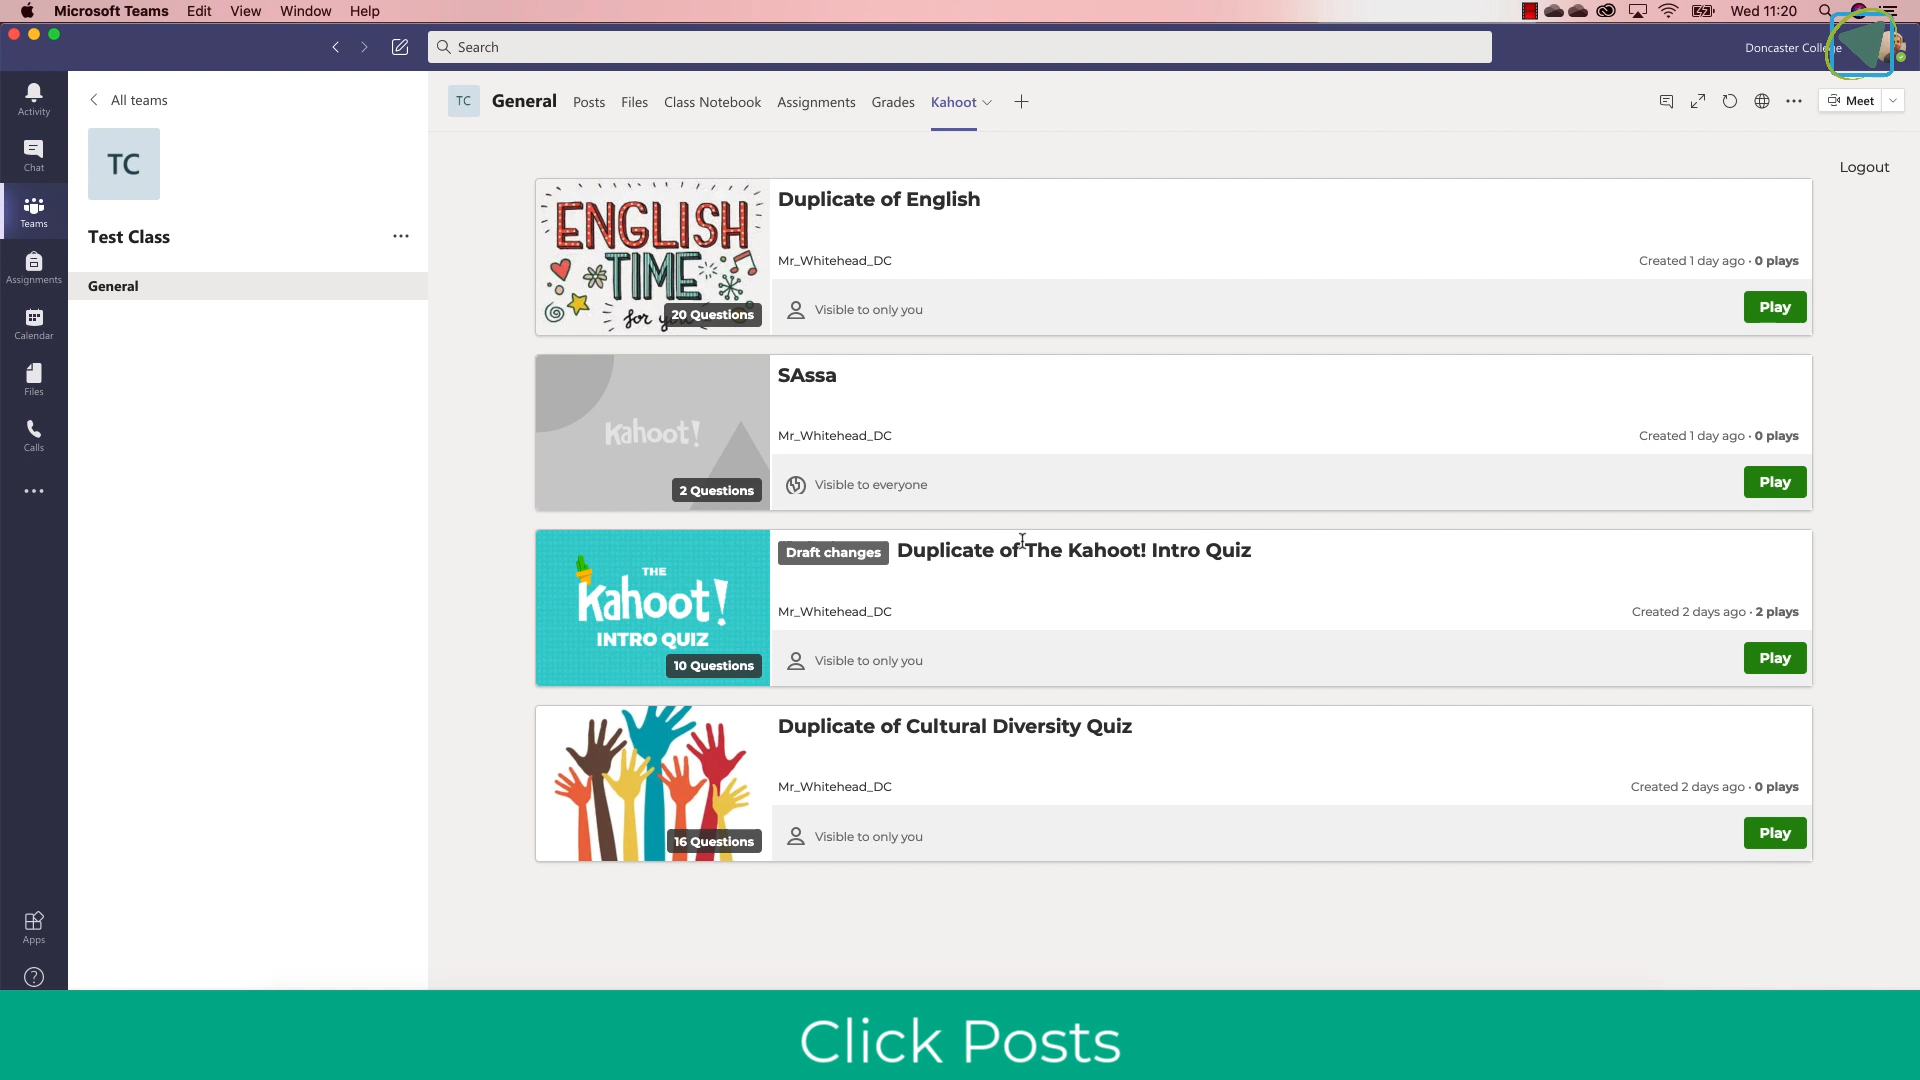 Microsoft Teams Edit View Window Help
Wed 11:20
Search
Doncaster College
Activity
Chat
Teams
Assignments
Calendar
Files
Calls
Apps
All teams
TC
Test Class
General
TC General Posts Files Class Notebook Assignments Grades Kahoot
Meet
Logout
ENGLISH
TIME
for you
20 Questions
Duplicate of English
Mr_Whitehead_DC
Created 1 day ago · 0 plays
Visible to only you
Play
Kahoot!
2 Questions
SAssa
Mr_Whitehead_DC
Created 1 day ago · 0 plays
Visible to everyone
Play
THE
Kahoot!
INTRO QUIZ
10 Questions
Draft changes Duplicate of The Kahoot! Intro Quiz
Mr_Whitehead_DC
Created 2 days ago · 2 plays
Visible to only you
Play
16 Questions
Duplicate of Cultural Diversity Quiz
Mr_Whitehead_DC
Created 2 days ago · 0 plays
Visible to only you
Play
Click Posts